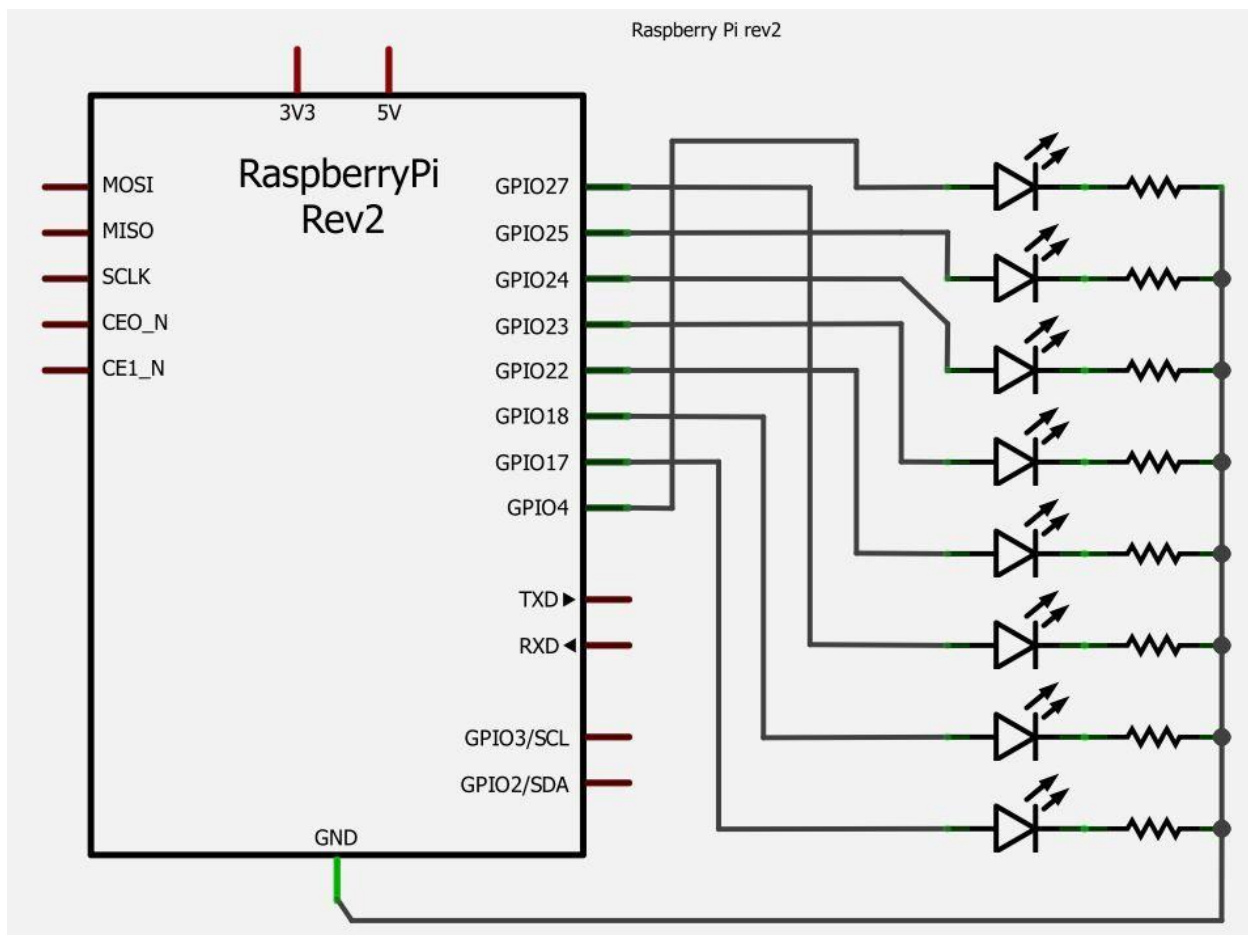 Raspberry Pi rev2
3V3
5V
RaspberryPi
Rev2
MOSI
MISO
SCLK
CEO_N
CE1_N
GPIO27
GPIO25
GPIO24
GPIO23
GPIO22
GPIO18
GPIO17
GPIO4
TXD
RXD
GPIO3/SCL
GPIO2/SDA
GND